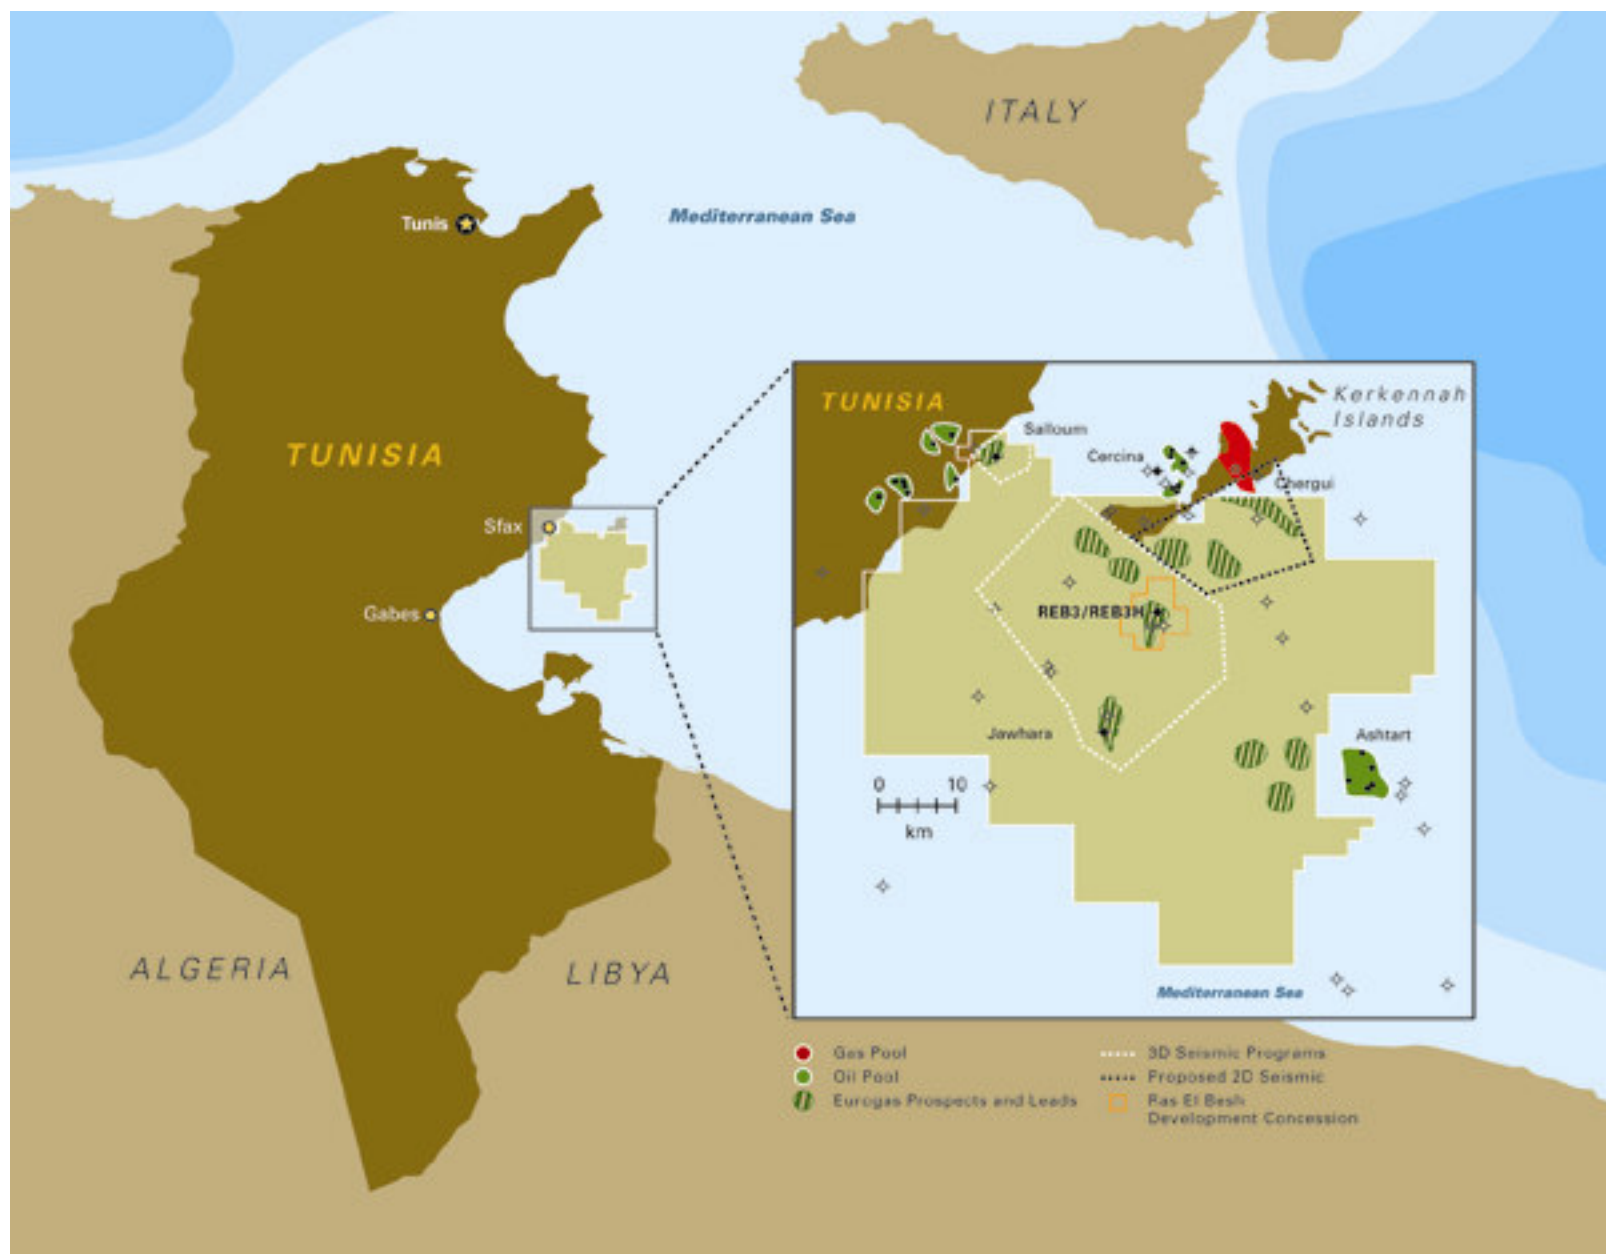 ITALY
Tunis
Mediterranean Sea
TUNISIA
Kerkennah
Islands
TUNISIA
Salloum
Cercina
Chergui
Sfax
Gabes
REB3/REB3H
Jawhara
Ashtart
0 10
km
ALGERIA
LIBYA
Mediterranean Sea
Gas Pool
Oil Pool
Eurogas Prospects and Leads
3D Seismic Programs
Proposed 2D Seismic
Ras El Besh
Development Concession